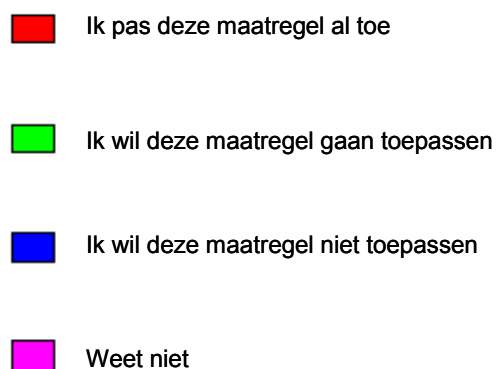 Ik pas deze maatregel al toe
Ik wil deze maatregel gaan toepassen
Ik wil deze maatregel niet toepassen
Weet niet